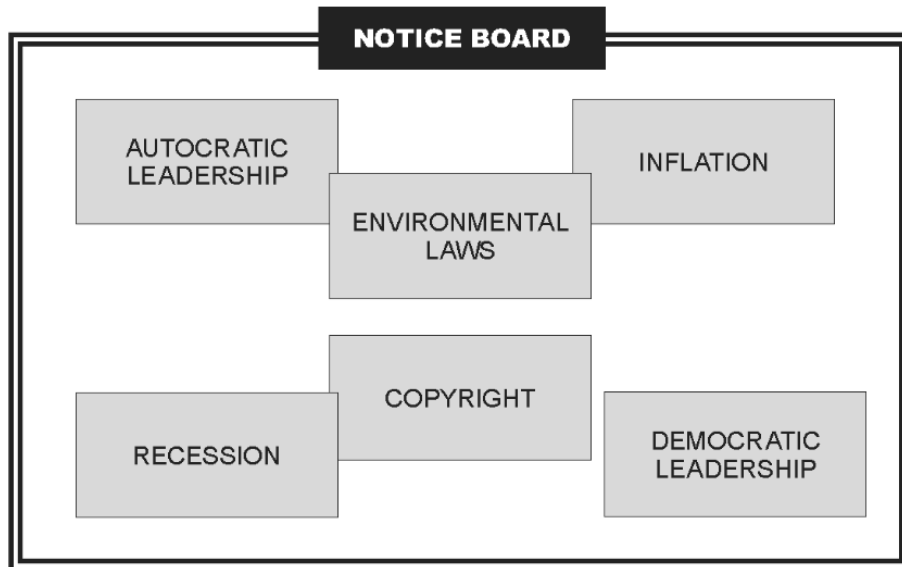 NOTICE BOARD
AUTOCRATIC
LEADERSHIP
INFLATION
ENVIRONMENTAL
LAWS
COPYRIGHT
RECESSION
DEMOCRATIC
LEADERSHIP